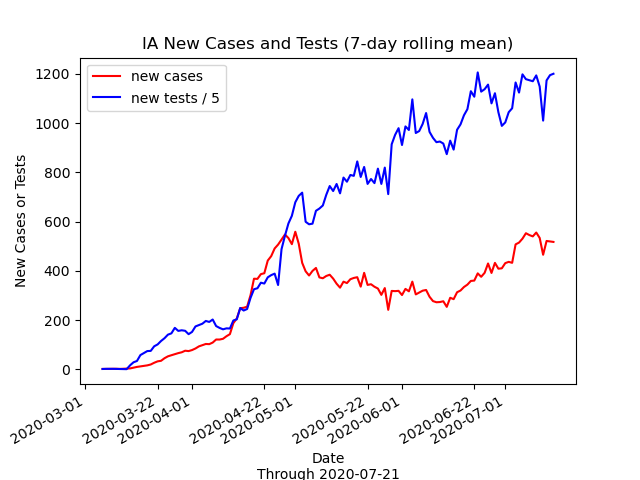 IA New Cases and Tests (7-day rolling mean)
new cases
new tests / 5
New Cases or Tests
1200
1000
800
600
400
200
0
2020-03-01
2020-03-22
2020-04-01
2020-04-22
2020-05-01
2020-05-22
2020-06-01
2020-06-22
2020-07-01
Date
Through 2020-07-21